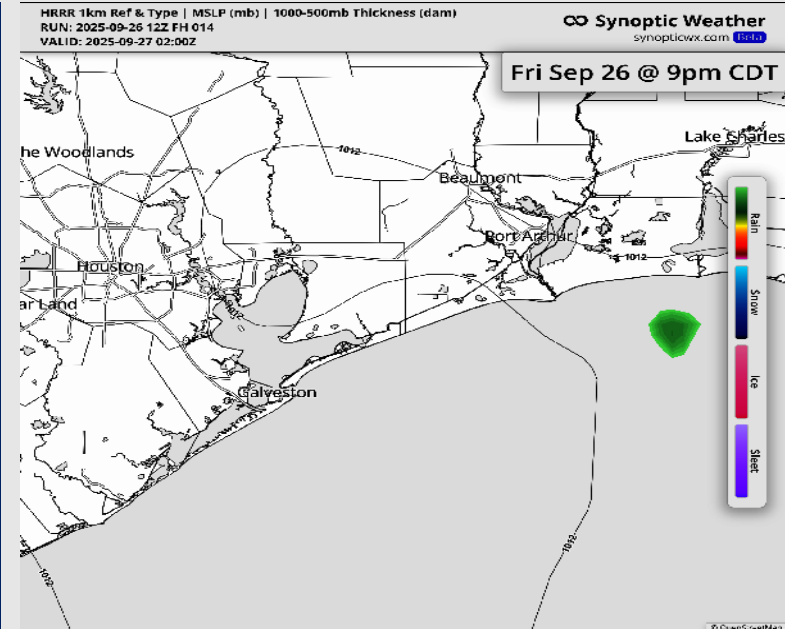 HRRR 1km Ref & Type | MSLP (mb) | 1000-500mb Thickness (dam)
RUN: 2025-09-26 12Z FH 014
VALID: 2025-09-27 02:00Z
Synoptic Weather
synopticwx.com Beta
Fri Sep 26 @ 9pm CDT
Lake Charles
he Woodlands
1012
Beaumont
Rain
Port Arthur
1012
Houston
Snow
ar Land
1012
Ice
Galveston
Sleet
1012
1012
© OpenStreetMap